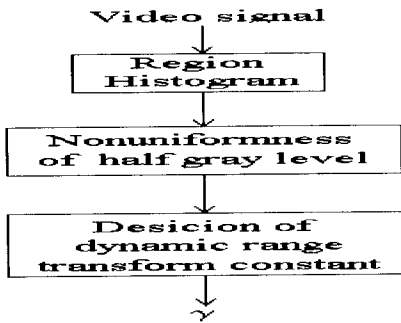 Video signal
Region
Histogram
Nonuniformness
of half gray level
Desicion of
dynamic range
transform constant
γ